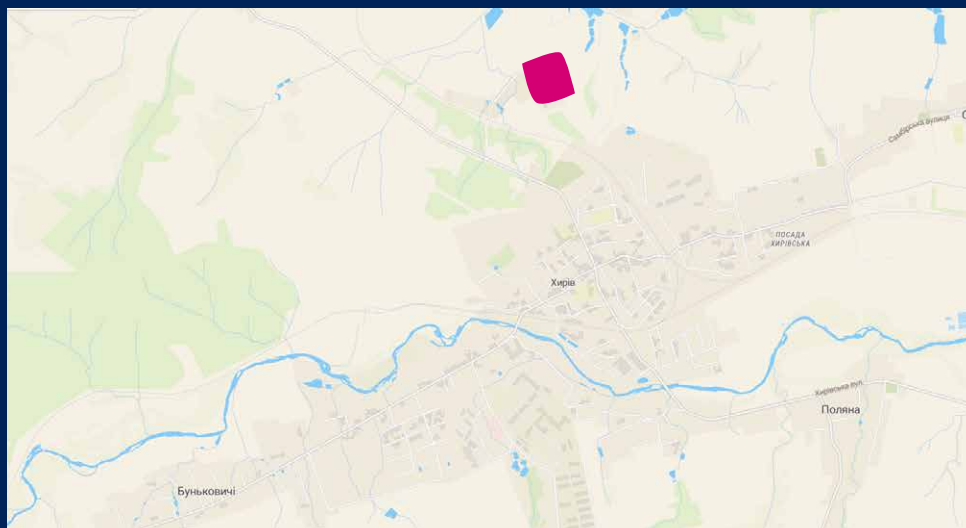 Самбірська вулиця
ПОСАДА
ХИРІВСЬКА
Хирів
Хирівська вул.
Поляна
Буньковичі